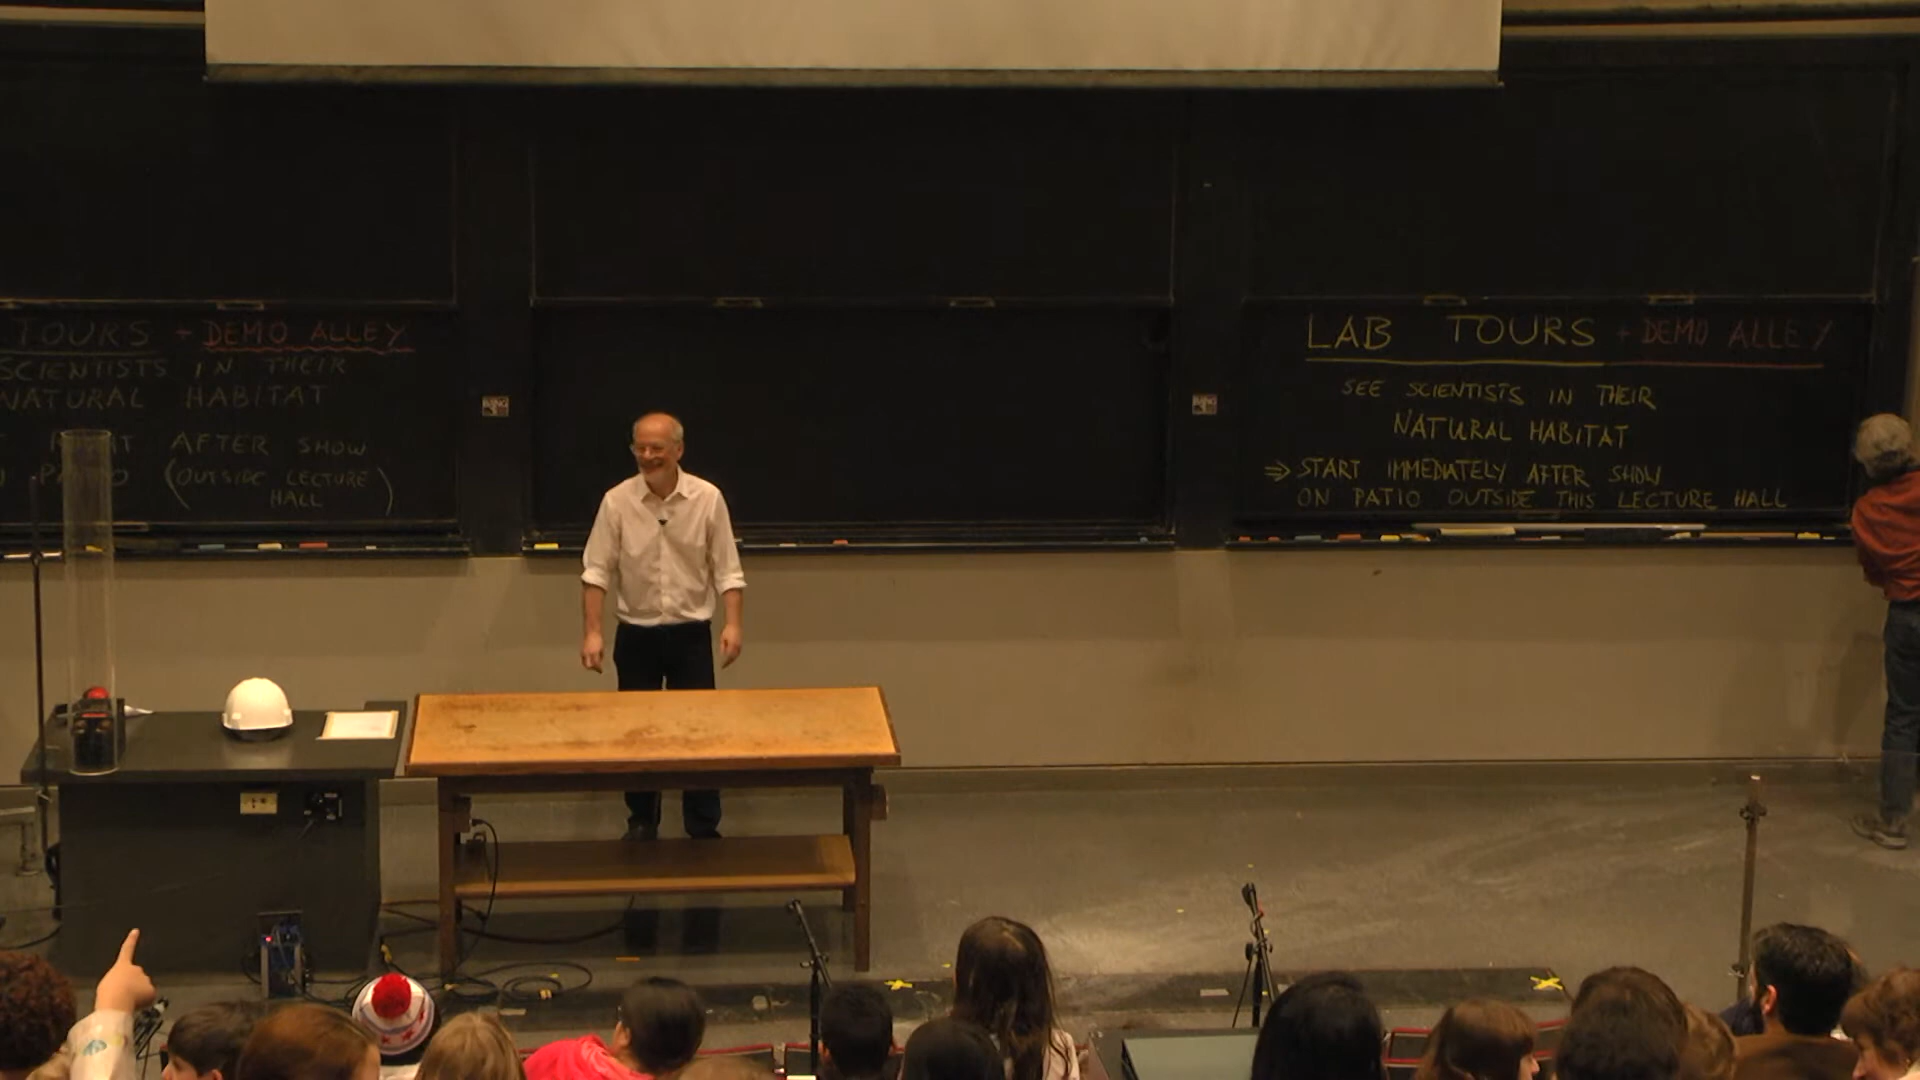 TOURS + DEMO ALLEY
SCIENTISTS IN THEIR
NATURAL HABITAT
AFTER SHOW
(OUTSIDE LECTURE
HALL)
LAB TOURS + DEMO ALLEY
SEE SCIENTISTS IN THEIR
NATURAL HABITAT
⇒ START IMMEDIATELY AFTER SHOW
ON PATIO OUTSIDE THIS LECTURE HALL